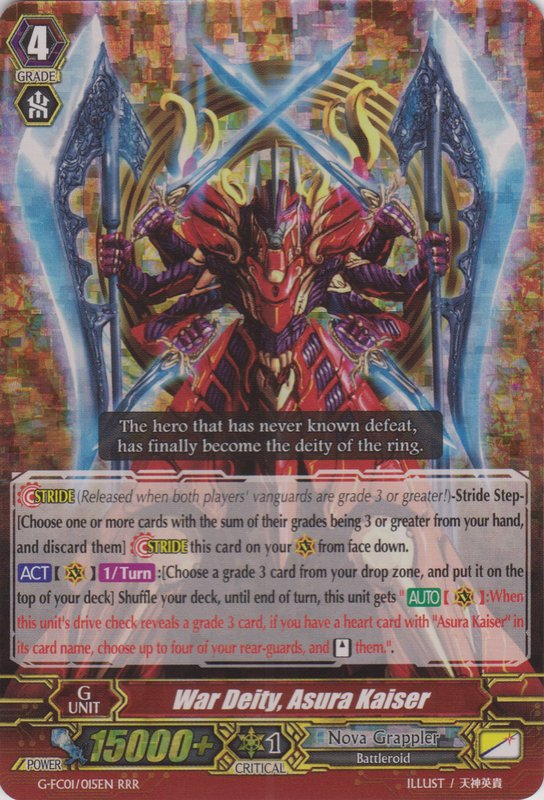 4
GRADE
The hero that has never known defeat,
has finally become the deity of the ring.
STRIDE (Released when both players' vanguards are grade 3 or greater!)-Stride Step-
[Choose one or more cards with the sum of their grades being 3 or greater from your hand,
and discard them] STRIDE this card on your V from face down.
ACT【V】1/Turn:[Choose a grade 3 card from your drop zone, and put it on the
top of your deck] Shuffle your deck, until end of turn, this unit gets "AUTO【V】:When
this unit's drive check reveals a grade 3 card, if you have a heart card with "Asura Kaiser" in
its card name, choose up to four of your rear-guards, and them.".
G
UNIT
War Deity, Asura Kaiser
POWER 15000+
1
CRITICAL
Nova Grappler
Battleroid
G-FC01/015EN RRR
ILLUST / 天神英貴